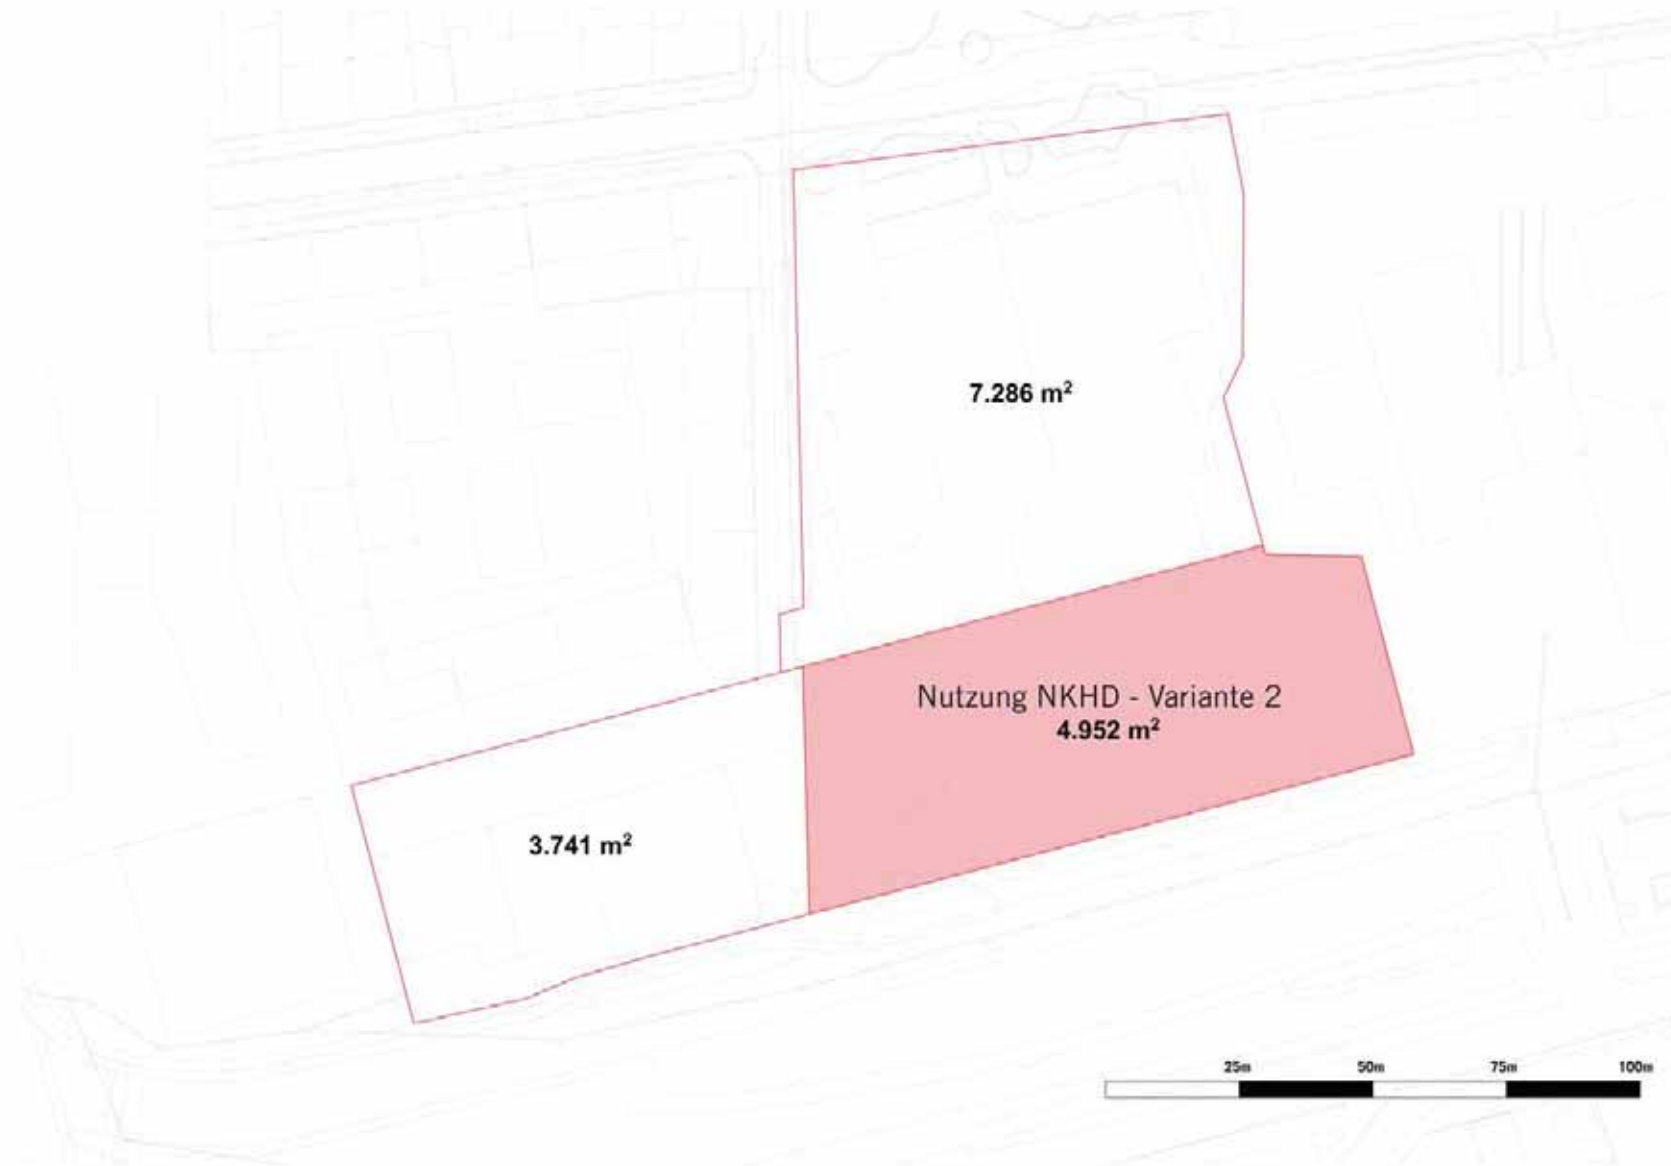 7.286 m²
Nutzung NKHD - Variante 2
4.952 m²
3.741 m²
25m 50m 75m 100m